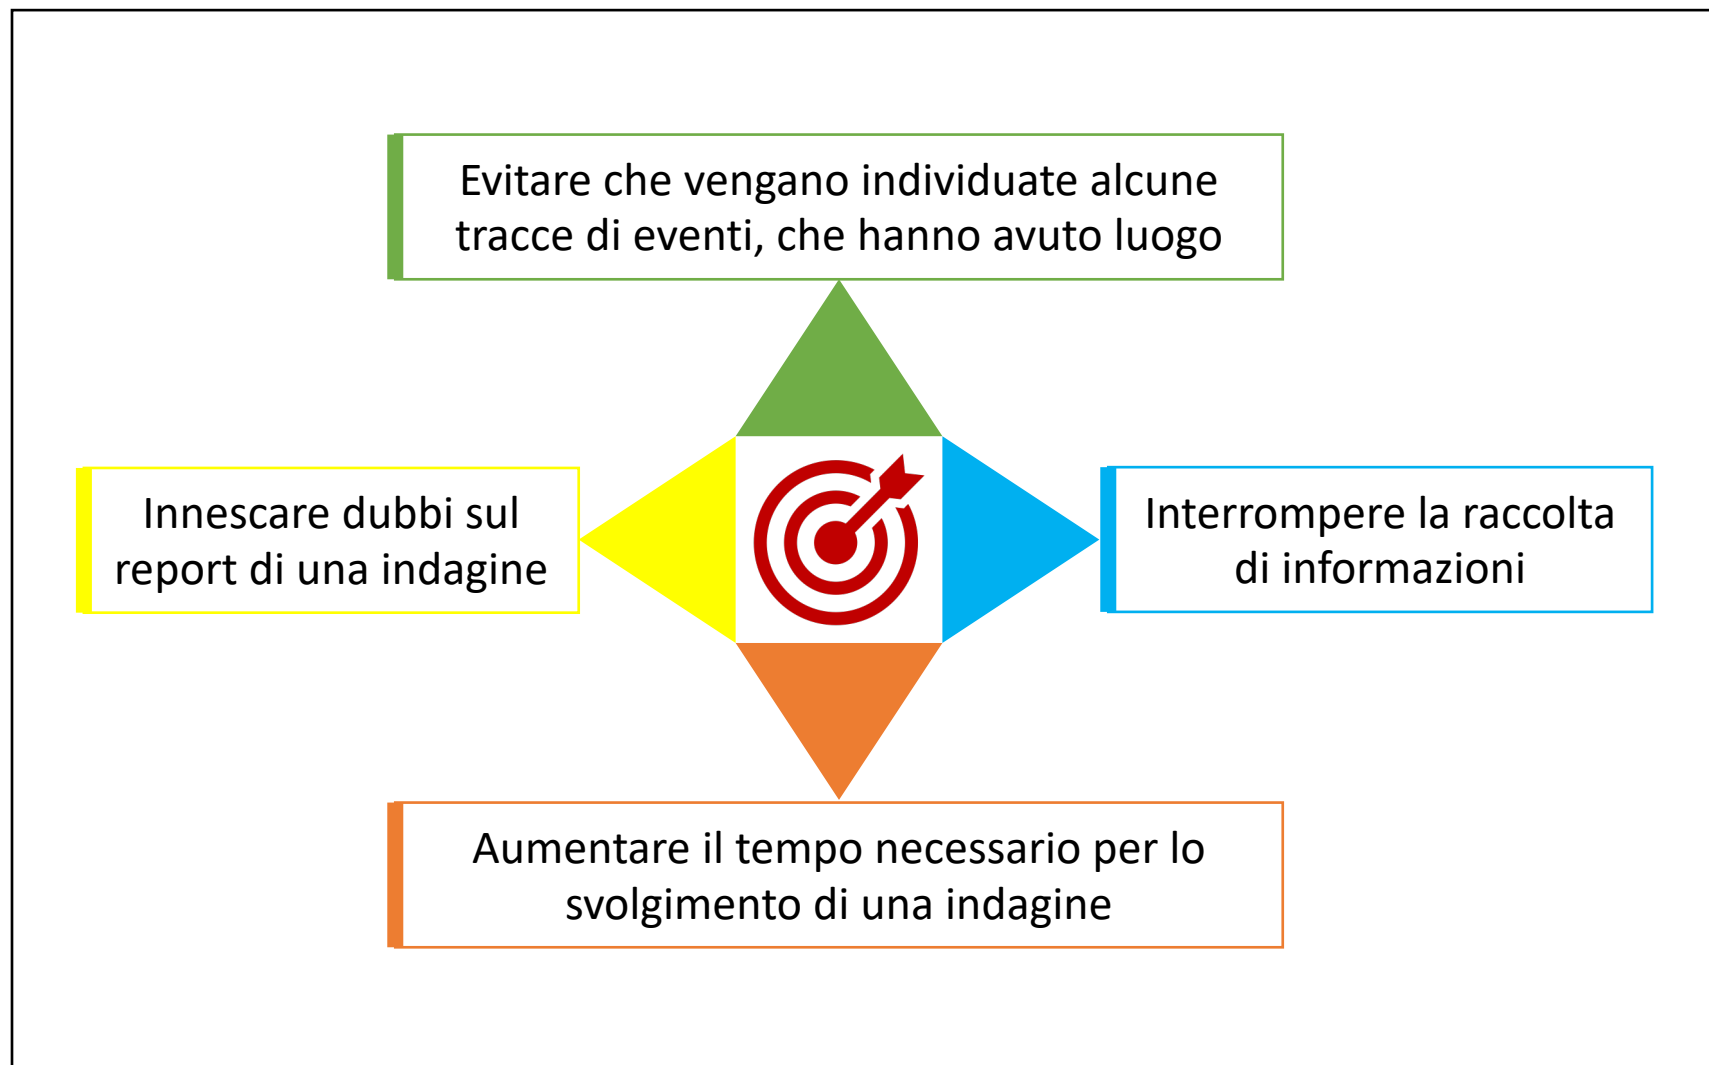 Evitare che vengano individuate alcune
tracce di eventi, che hanno avuto luogo
Innescare dubbi sul
report di una indagine
Interrompere la raccolta
di informazioni
Aumentare il tempo necessario per lo
svolgimento di una indagine